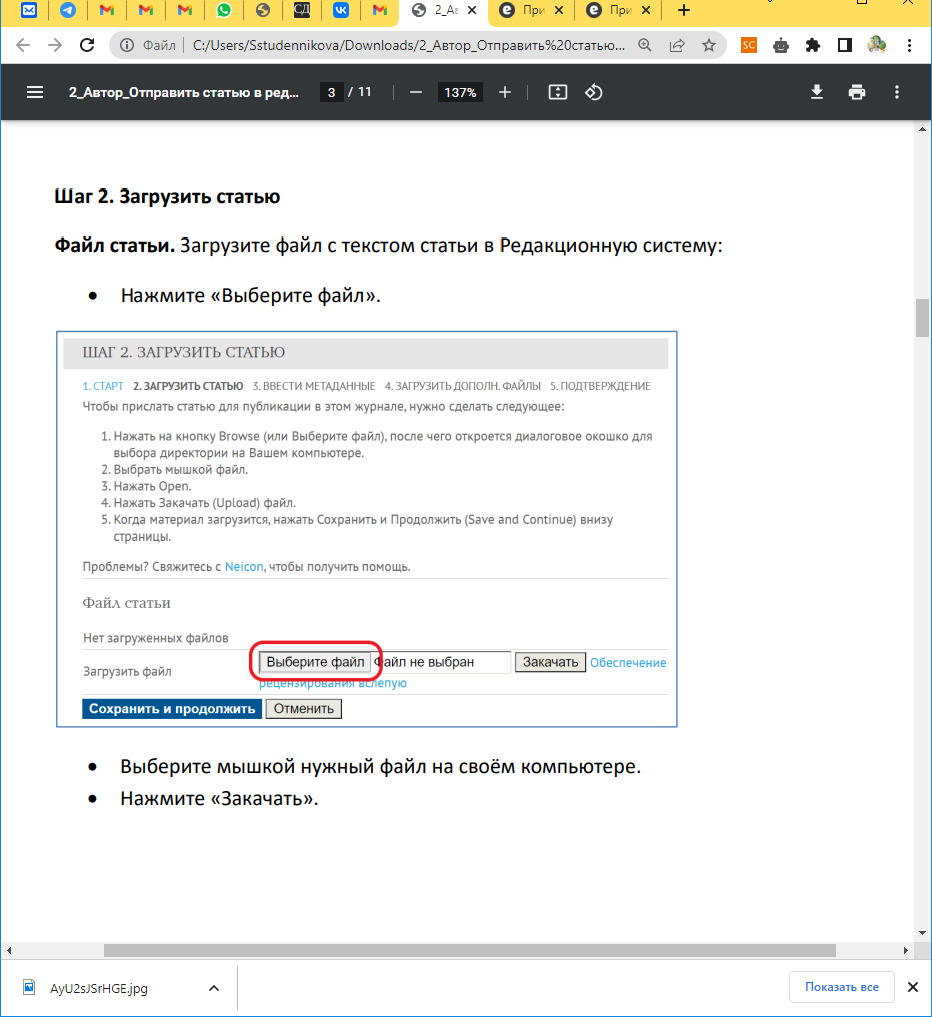 СД
2_Ав
При
При
Файл
C:/Users/Sstudennikova/Downloads/2_Автор_Отправить%20статью...
SC
2_Автор_Отправить статью в ред...
3 / 11
137%
Шаг 2. Загрузить статью
Файл статьи. Загрузите файл с текстом статьи в Редакционную систему:
• Нажмите «Выберите файл».
ШАГ 2. ЗАГРУЗИТЬ СТАТЬЮ
1. СТАРТ 2. ЗАГРУЗИТЬ СТАТЬЮ 3. ВВЕСТИ МЕТАДАННЫЕ 4. ЗАГРУЗИТЬ ДОПОЛН. ФАЙЛЫ 5. ПОДТВЕРЖДЕНИЕ
Чтобы прислать статью для публикации в этом журнале, нужно сделать следующее:
1. Нажать на кнопку Browse (или Выберите файл), после чего откроется диалоговое окошко для
выбора директории на Вашем компьютере.
2. Выбрать мышкой файл.
3. Нажать Open.
4. Нажать Закачать (Upload) файл.
5. Когда материал загрузится, нажать Сохранить и Продолжить (Save and Continue) внизу
страницы.
Проблемы? Свяжитесь с Neicon, чтобы получить помощь.
Файл статьи
Нет загруженных файлов
Загрузить файл
Выберите файл Файл не выбран Закачать Обеспечение
рецензирования вслепую
Сохранить и продолжить Отменить
• Выберите мышкой нужный файл на своём компьютере.
• Нажмите «Закачать».
AyU2sJSrHGE.jpg
Показать все